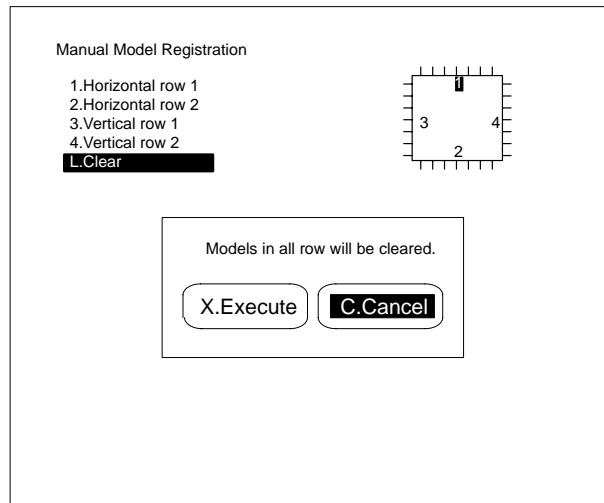 Manual Model Registration
1.Horizontal row 1
2.Horizontal row 2
3.Vertical row 1
4.Vertical row 2
L.Clear
1
3
4
2
Models in all row will be cleared.
X.Execute
C.Cancel